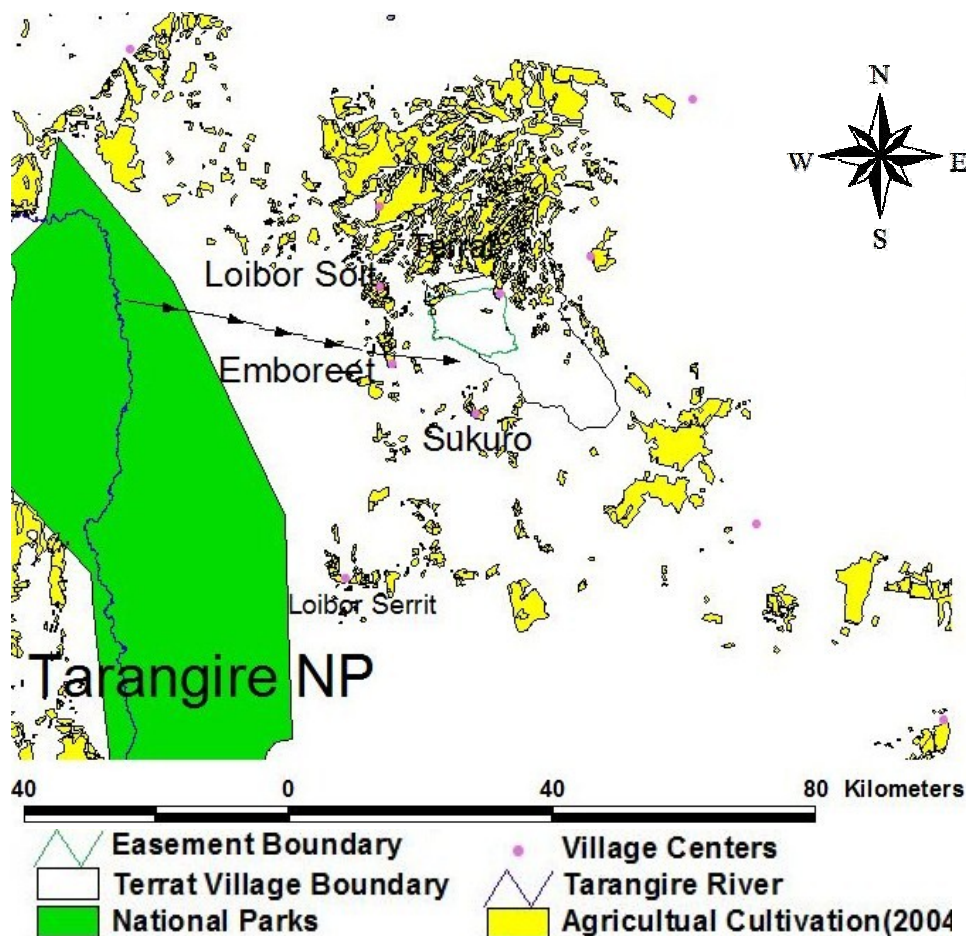 N
W E
S
Terrat
Loibor Soit
Emboreet
Sukuro
Loibor Serrit
Tarangire NP
40 0 40 80 Kilometers
Easement Boundary
Village Centers
Terrat Village Boundary
Tarangire River
National Parks
Agricultual Cultivation(2004